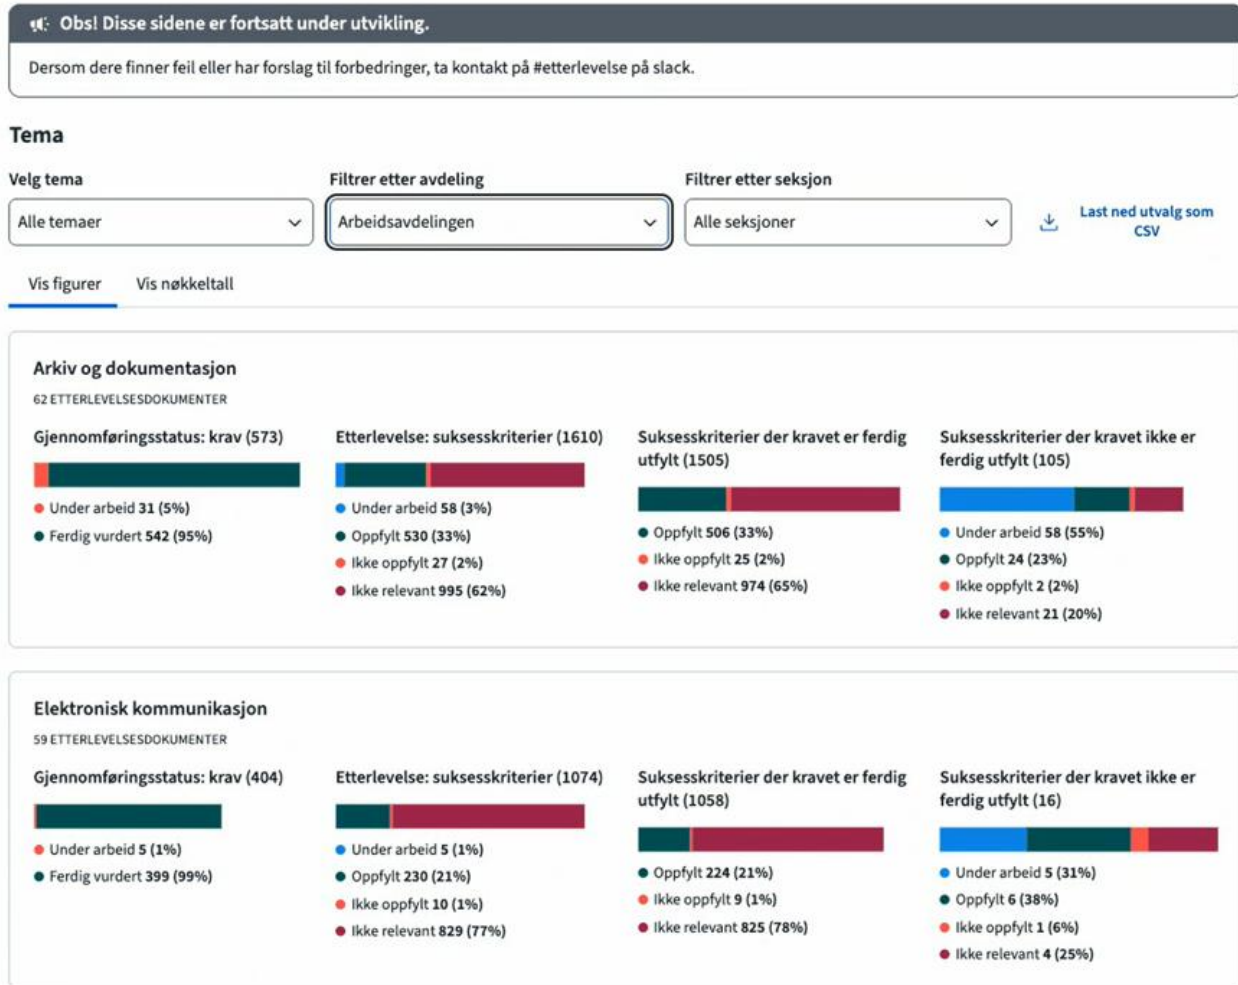 Obs! Disse sidene er fortsatt under utvikling.
Dersom dere finner feil eller har forslag til forbedringer, ta kontakt på #etterlevelse på slack.
Tema
Velg tema
Alle temaer
Filtrer etter avdeling
Arbeidsavdelingen
Filtrer etter seksjon
Alle seksjoner
Last ned utvalg som
CSV
Vis figurer
Vis nøkkeltall
Arkiv og dokumentasjon
62 ETTERLEVELSESDOKUMENTER
Gjennomføringsstatus: krav (573)
Under arbeid 31 (5%)
Ferdig vurdert 542 (95%)
Etterlevelse: suksesskriterier (1610)
Under arbeid 58 (3%)
Oppfylt 530 (33%)
Ikke oppfylt 27 (2%)
Ikke relevant 995 (62%)
Suksesskriterier der kravet er ferdig
utfylt (1505)
Oppfylt 506 (33%)
Ikke oppfylt 25 (2%)
Ikke relevant 974 (65%)
Suksesskriterier der kravet ikke er
ferdig utfylt (105)
Under arbeid 58 (55%)
Oppfylt 24 (23%)
Ikke oppfylt 2 (2%)
Ikke relevant 21 (20%)
Elektronisk kommunikasjon
59 ETTERLEVELSESDOKUMENTER
Gjennomføringsstatus: krav (404)
Under arbeid 5 (1%)
Ferdig vurdert 399 (99%)
Etterlevelse: suksesskriterier (1074)
Under arbeid 5 (1%)
Oppfylt 230 (21%)
Ikke oppfylt 10 (1%)
Ikke relevant 829 (77%)
Suksesskriterier der kravet er ferdig
utfylt (1058)
Oppfylt 224 (21%)
Ikke oppfylt 9 (1%)
Ikke relevant 825 (78%)
Suksesskriterier der kravet ikke er
ferdig utfylt (16)
Under arbeid 5 (31%)
Oppfylt 6 (38%)
Ikke oppfylt 1 (6%)
Ikke relevant 4 (25%)